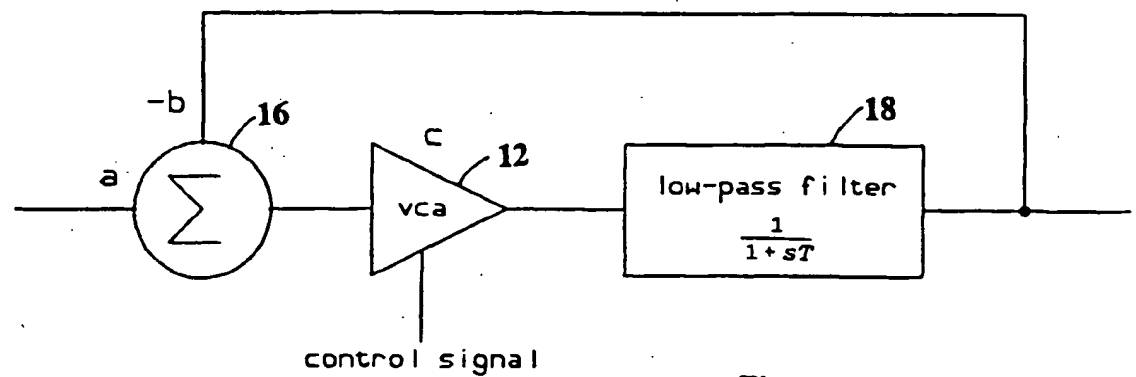 -b
16
a
Σ
C
12
vca
18
low-pass filter
1
1 + sT
control signal